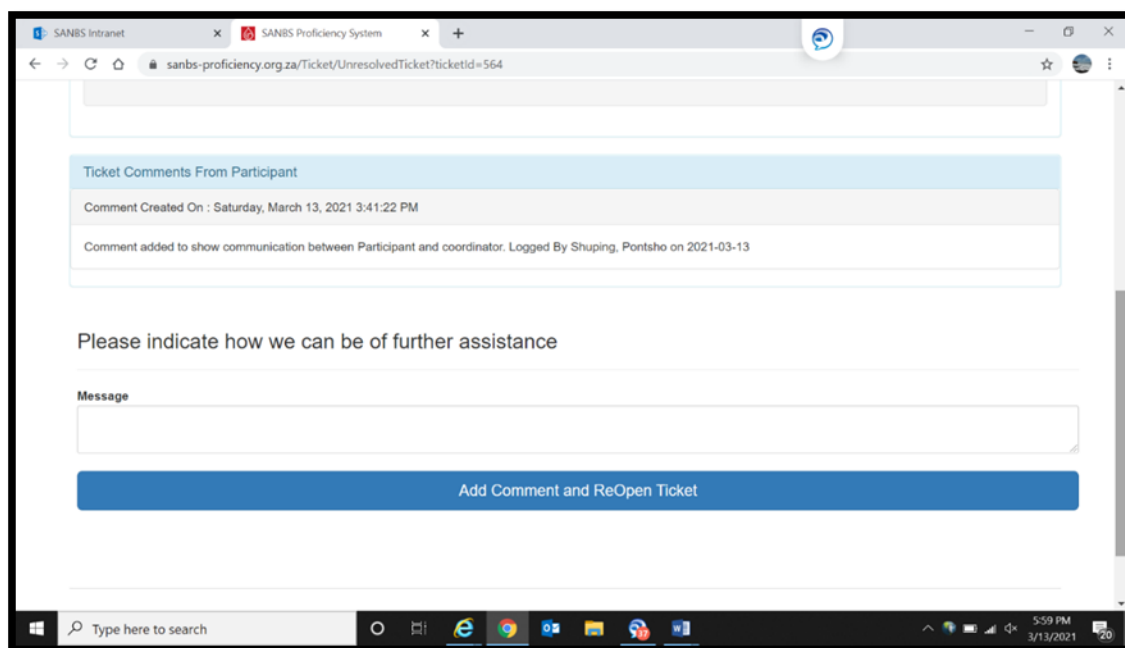 SANBS Intranet
SANBS Proficiency System
sanbs-proficiency.org.za/Ticket/UnresolvedTicket?ticketId=564
Ticket Comments From Participant
Comment Created On : Saturday, March 13, 2021 3:41:22 PM
Comment added to show communication between Participant and coordinator. Logged By Shuping, Pontsho on 2021-03-13
Please indicate how we can be of further assistance
Message
Add Comment and ReOpen Ticket
Type here to search
5:59 PM
3/13/2021
20